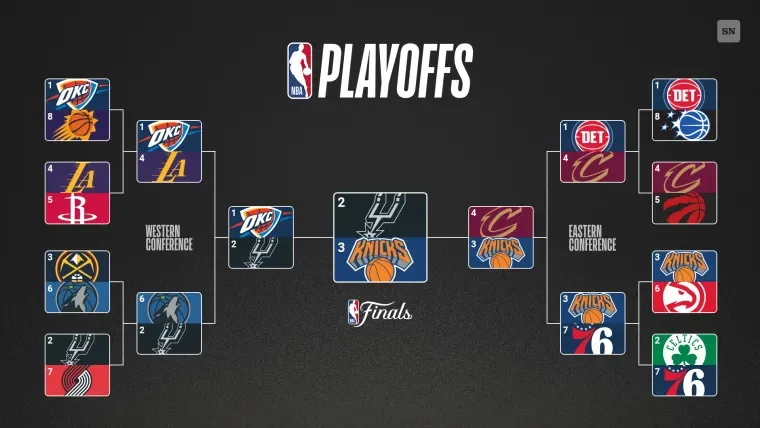 SN
NBA
PLAYOFFS
1
OKC
8
4
LA
5
R
3
6
2
7
1
OKC
4
LA
6
2
WESTERN
CONFERENCE
1
OKC
2
2
3
KNICKS
NBA
Finals
4
C
3
KNICKS
EASTERN
CONFERENCE
1
DET
4
C
3
KNICKS
7
76
1
DET
8
4
C
5
3
KNICKS
6
2
CELTICS
7
76